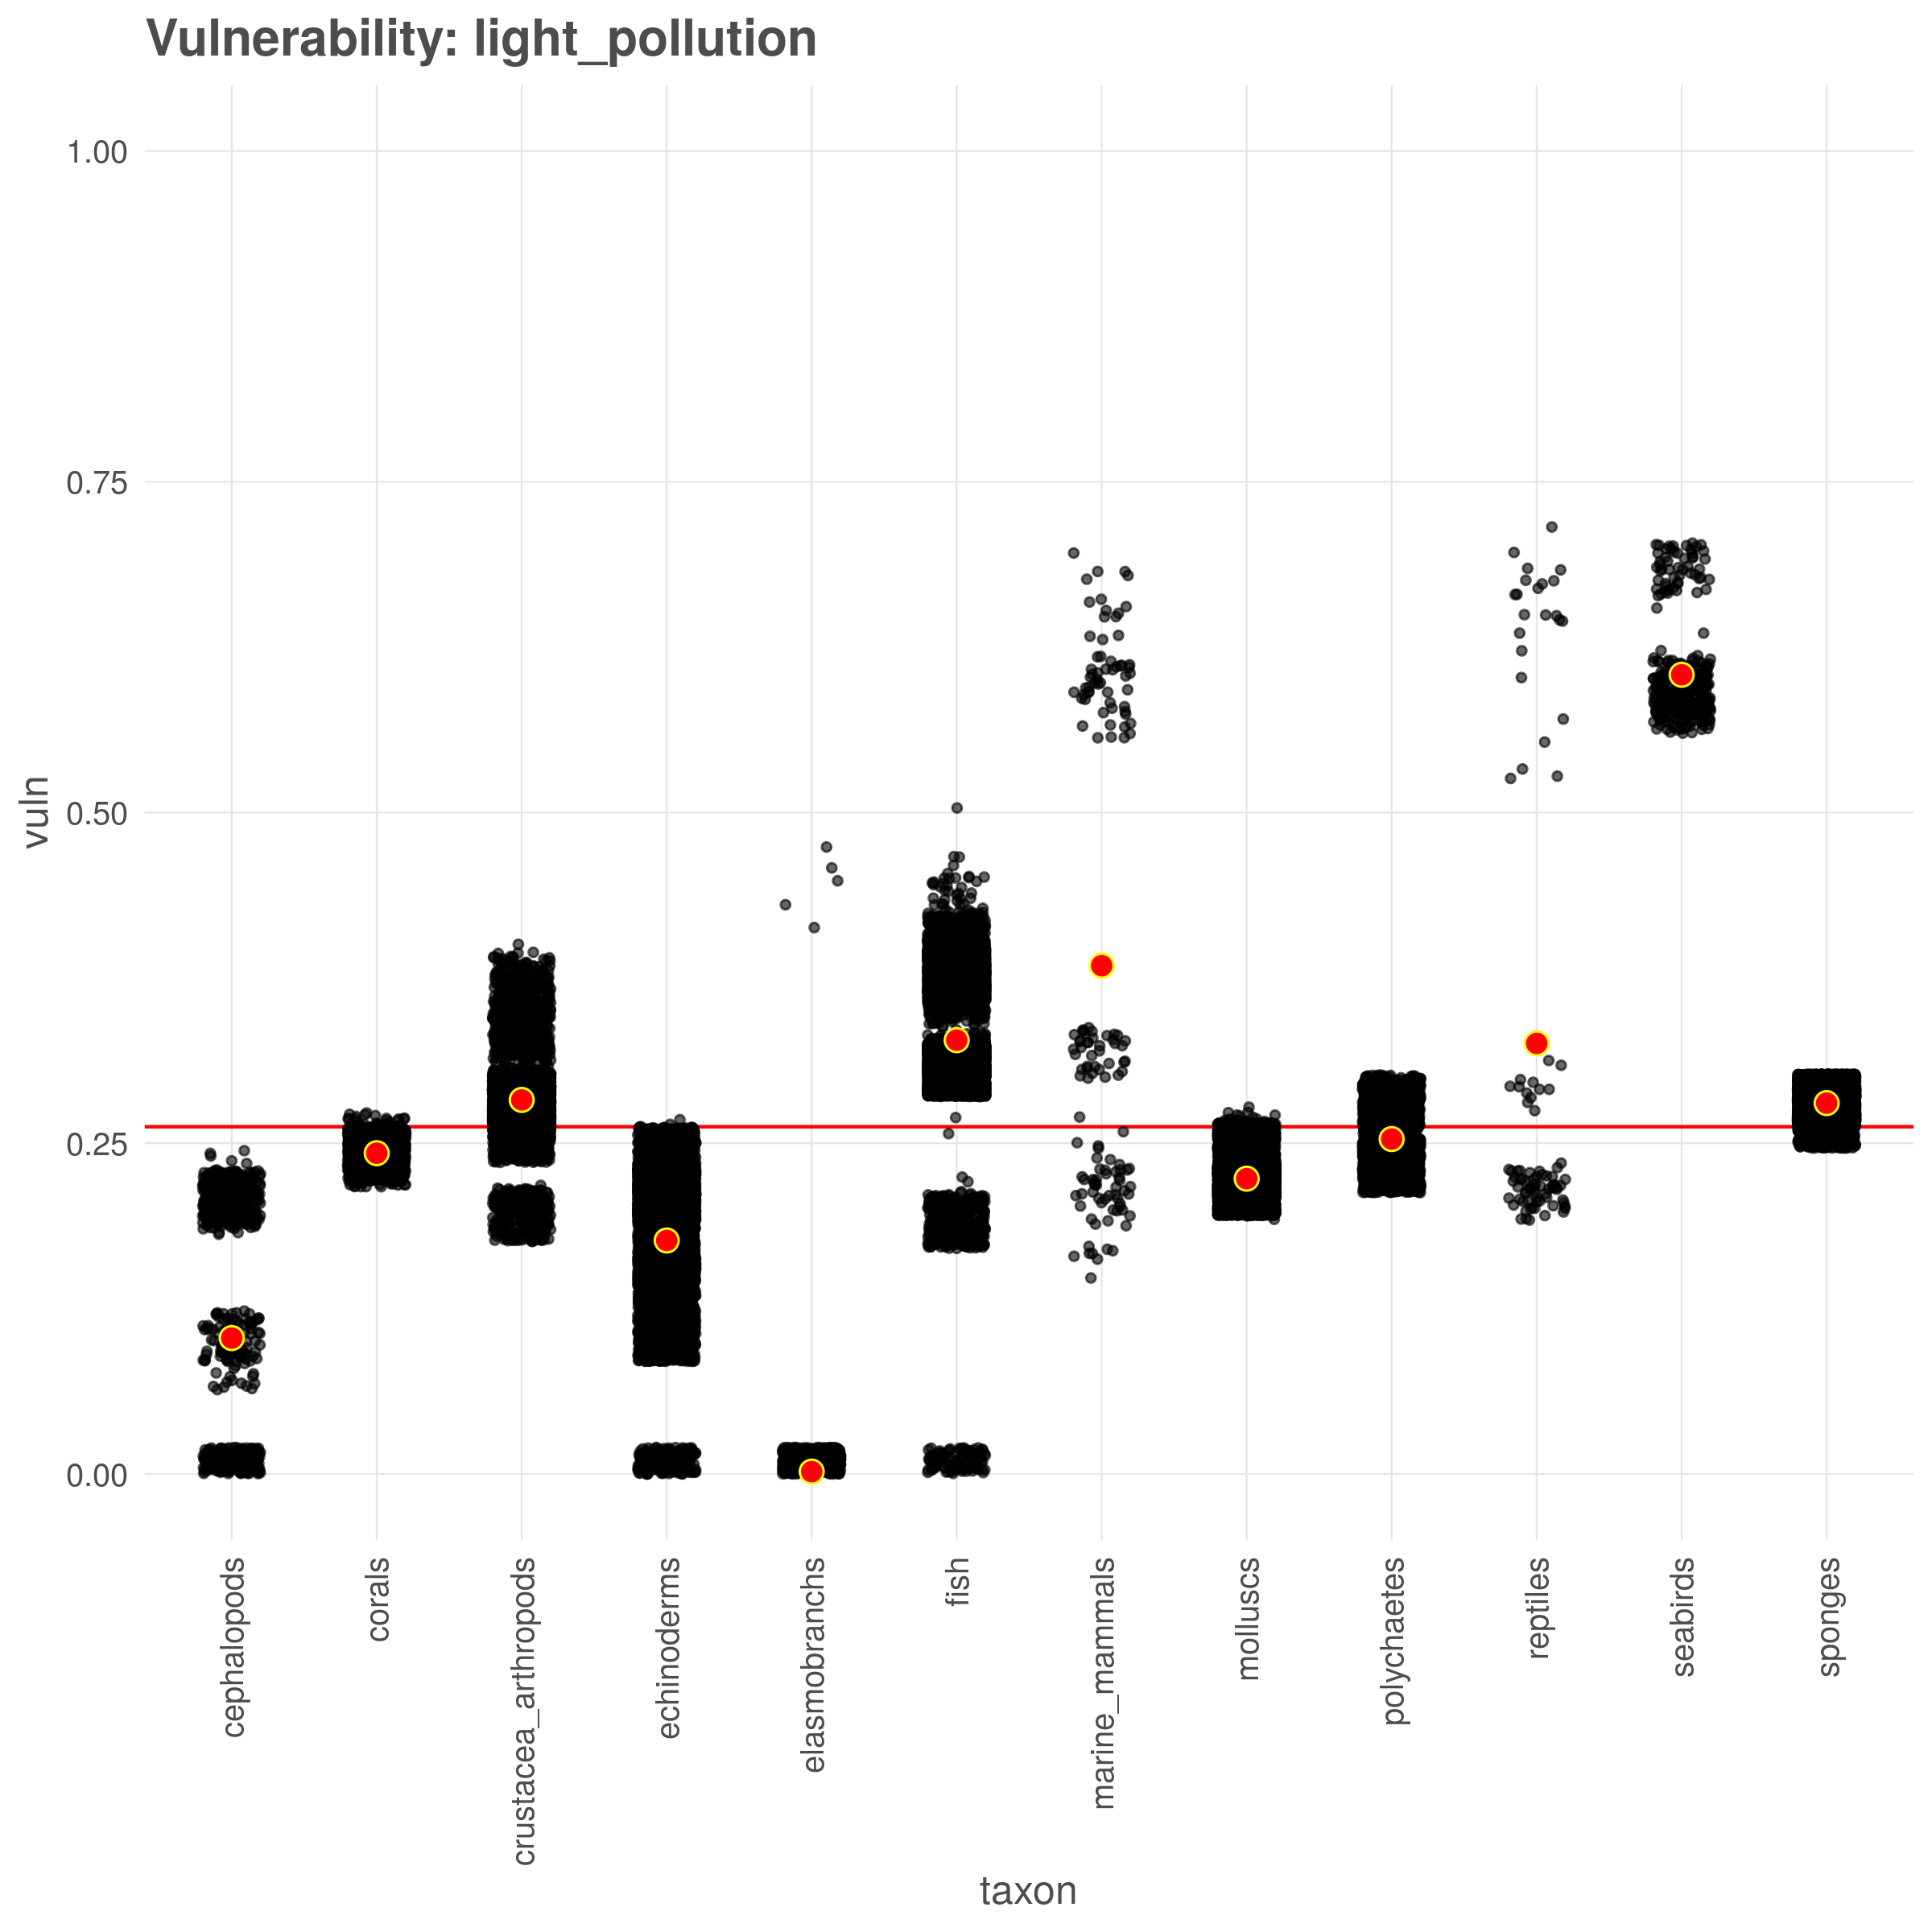 Vulnerability: light_pollution
vuln
1.00
0.75
0.50
0.25
0.00
cephalopods
corals
crustacea_arthropods
echinoderms
elasmobranchs
fish
marine_mammals
molluscs
polychaetes
reptiles
seabirds
sponges
taxon